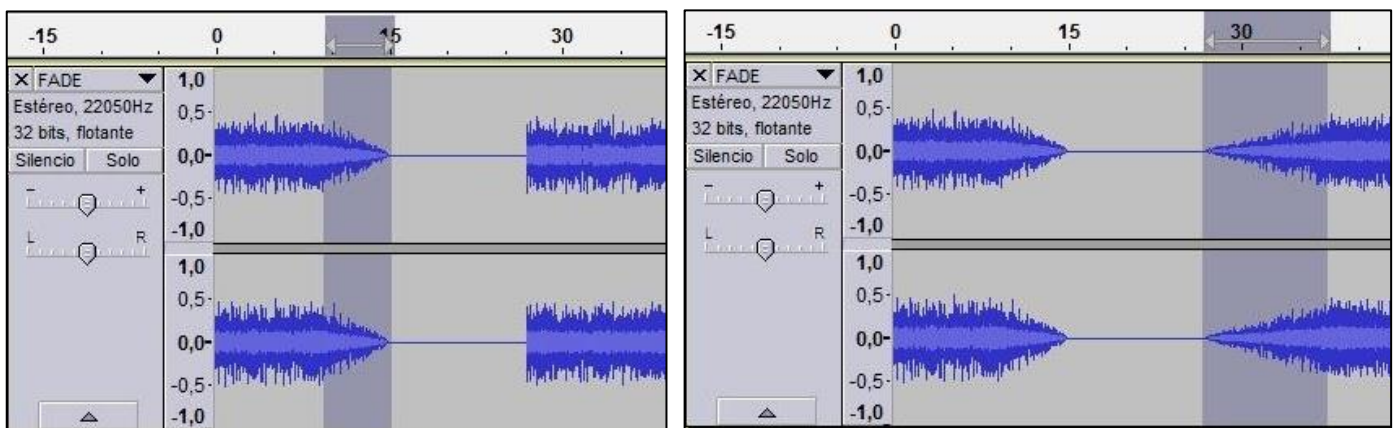 -15 0 15 30
X FADE
Estéreo, 22050Hz
32 bits, flotante
Silencio Solo
- +
L R
1,0
0,5-
0,0-
-0,5-
-1,0
1,0
0,5-
0,0-
-0,5-
-1,0
-15 0 15 30
X FADE
Estéreo, 22050Hz
32 bits, flotante
Silencio Solo
- +
L R
1,0
0,5-
0,0-
-0,5-
-1,0
1,0
0,5-
0,0-
-0,5-
-1,0